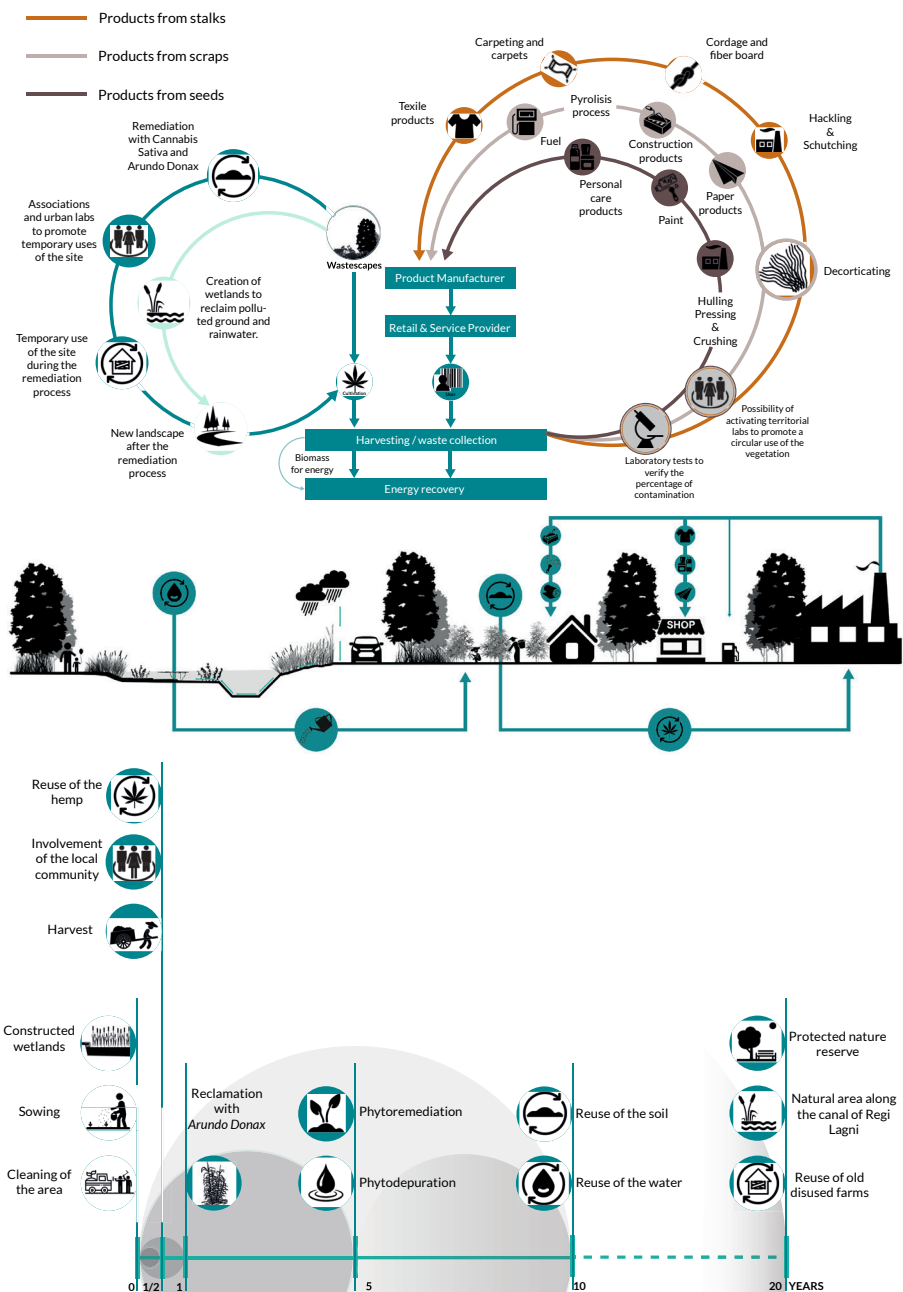 Products from stalks
Products from scraps
Products from seeds
Carpeting and
carpets
Cordage and
fiber board
Texile
products
Pyrolisis
process
Fuel
Construction
products
Hackling
&
Schutching
Personal
care
products
Paint
Paper
products
Decorticating
Hulling
Pressing
&
Crushing
Remediation
with Cannabis
Sativa and
Arundo Donax
Associations
and urban labs
to promote
temporary uses
of the site
Wastescapes
Creation of
wetlands to
reclaim pollu-
ted ground and
rainwater.
Temporary use
of the site
during the
remediation
process
New landscape
after the
remediation
process
Product Manufacturer
Retail & Service Provider
Cultivation
User
Harvesting / waste collection
Biomass
for energy
Energy recovery
Possibility of
activating territorial
labs to promote a
circular use of the
vegetation
Laboratory tests to
verify the
percentage of
contamination
SHOP
Reuse of the
hemp
Involvement
of the local
community
Harvest
Constructed
wetlands
Sowing
Cleaning of
the area
Reclamation
with
Arundo Donax
Phytoremediation
Phytodepuration
Reuse of the soil
Reuse of the water
Protected nature
reserve
Natural area along
the canal of Regi
Lagni
Reuse of old
disused farms
0 1/2 1 5 10 20 YEARS